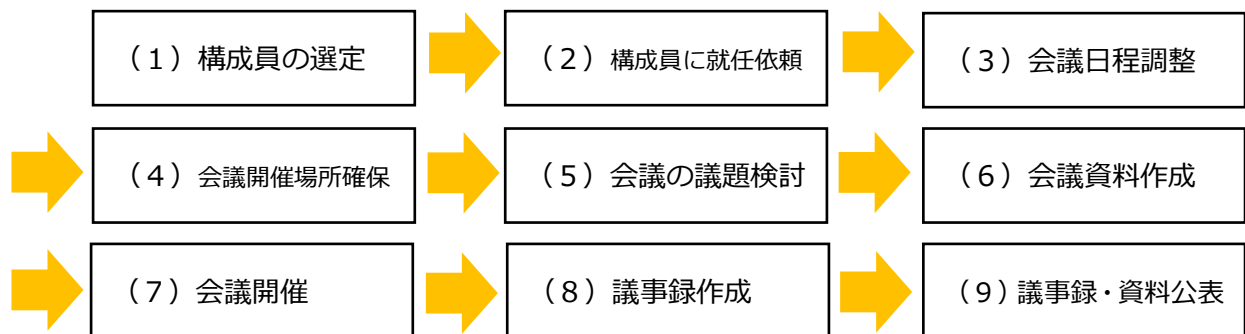 （1）構成員の選定
（2）構成員に就任依頼
（3）会議日程調整
（4）会議開催場所確保
（5）会議の議題検討
（6）会議資料作成
（7）会議開催
（8）議事録作成
（9）議事録・資料公表